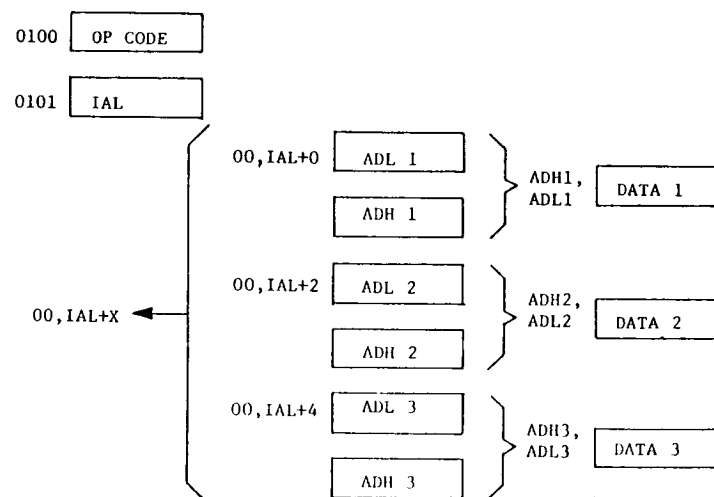 0100 OP CODE
0101 IAL
00,IAL+0 ADL 1
ADH 1
ADH1,
ADL1
DATA 1
00,IAL+2 ADL 2
ADH 2
ADH2,
ADL2
DATA 2
00,IAL+X
00,IAL+4 ADL 3
ADH 3
ADH3,
ADL3
DATA 3